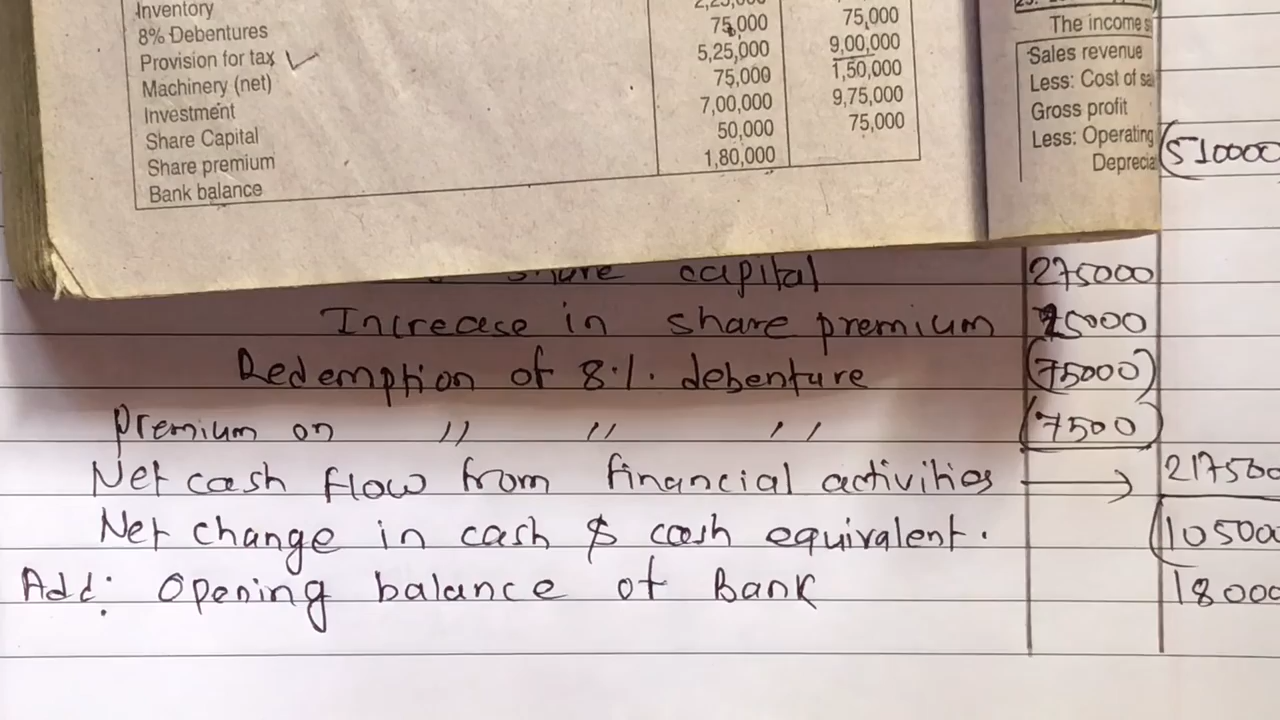 Inventory
8% Debentures 75,000 75,000
Provision for tax 5,25,000 9,00,000
Machinery (net) 75,000 1,50,000
Investment 7,00,000 9,75,000
Share Capital 50,000 75,000
Share premium 1,80,000
Bank balance
The income
Sales revenue
Less: Cost of
Gross profit
Less: Operating
(510000
capital 275000
Increase in share premium 25000
Redemption of 8%. debenture (75000)
premium on " " " (7500)
Net cash flow from financial activities → 217500
Net change in cash & cash equivalent. (105000
Add: Opening balance of Bank 18000